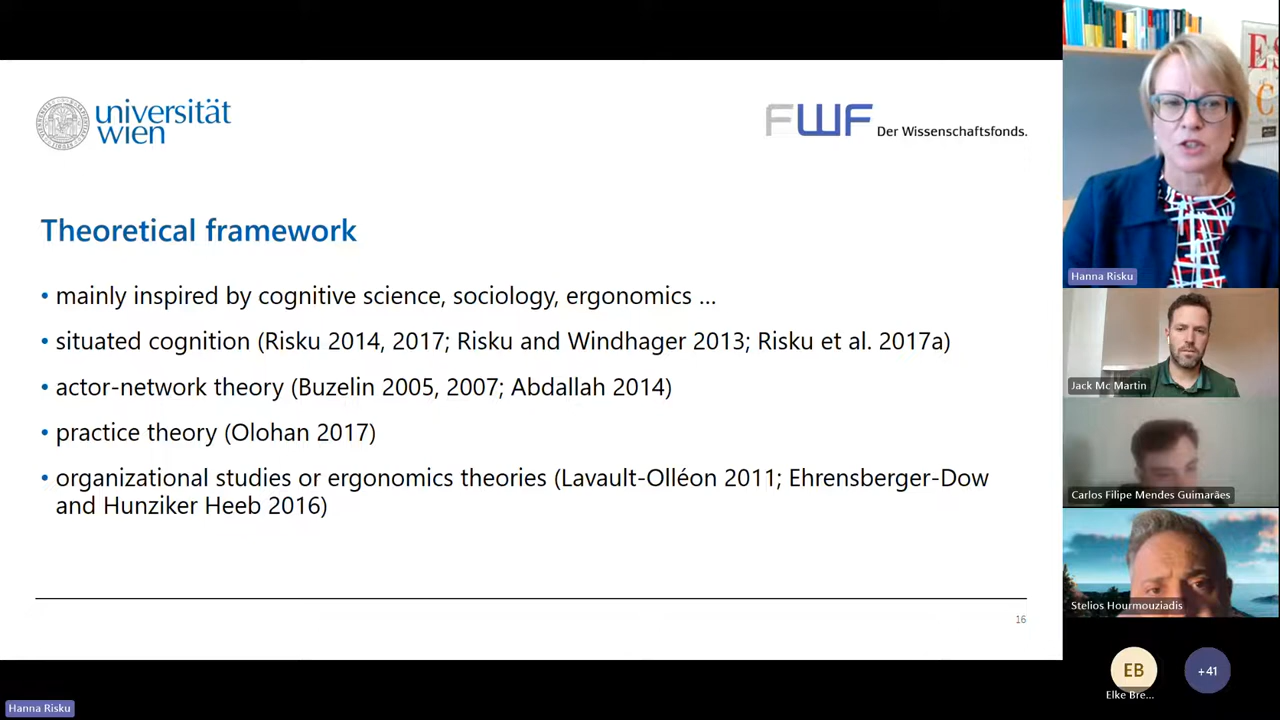 universität
wien
FWF Der Wissenschaftsfonds.
Theoretical framework
• mainly inspired by cognitive science, sociology, ergonomics ...
• situated cognition (Risku 2014, 2017; Risku and Windhager 2013; Risku et al. 2017a)
• actor-network theory (Buzelin 2005, 2007; Abdallah 2014)
• practice theory (Olohan 2017)
• organizational studies or ergonomics theories (Lavault-Olléon 2011; Ehrensberger-Dow
and Hunziker Heeb 2016)
16
Hanna Risku
Hanna Risku
Jack Mc Martin
Carlos Filipe Mendes Guimarães
Stelios Hourmouziadis
EB
Elke Bre...
+41